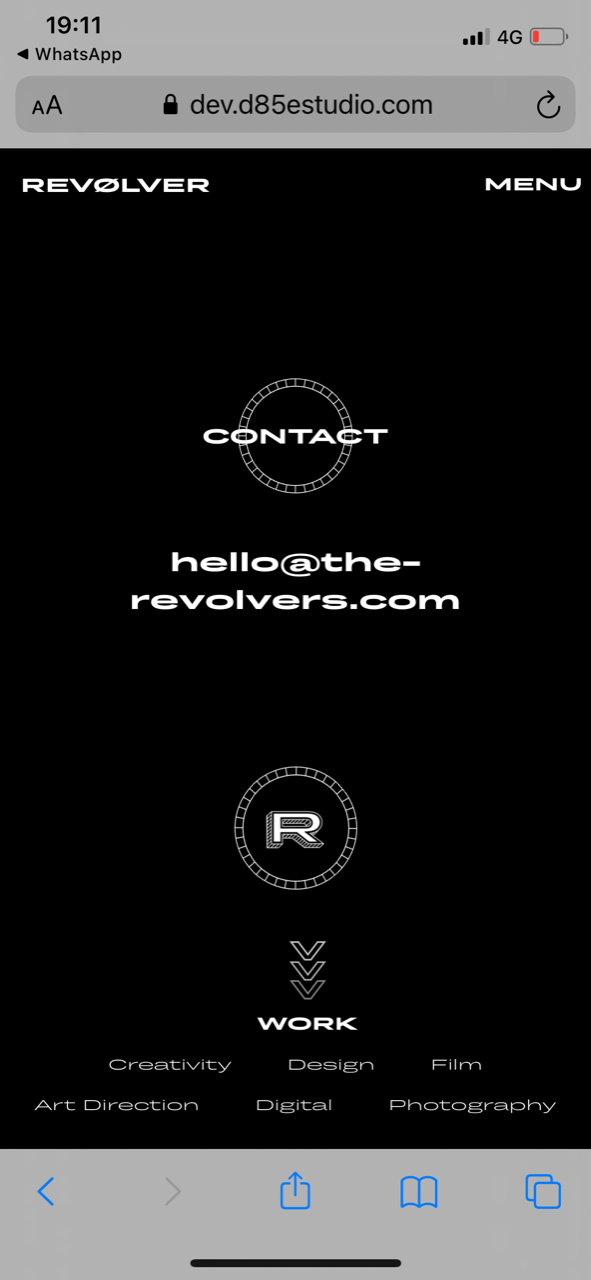 19:11
4G
◀ WhatsApp
AA dev.d85estudio.com
REVØLVER MENU
CONTACT
hello@the-
revolvers.com
R
WORK
Creativity Design Film
Art Direction Digital Photography